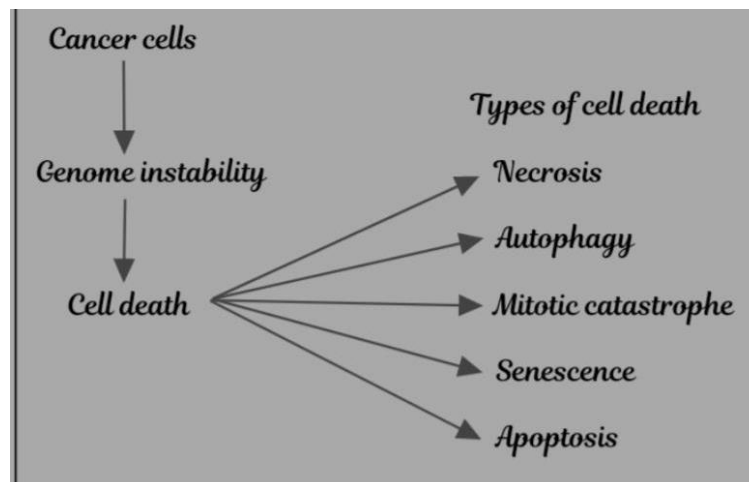 Cancer cells
Genome instability
Cell death
Types of cell death
Necrosis
Autophagy
Mitotic catastrophe
Senescence
Apoptosis